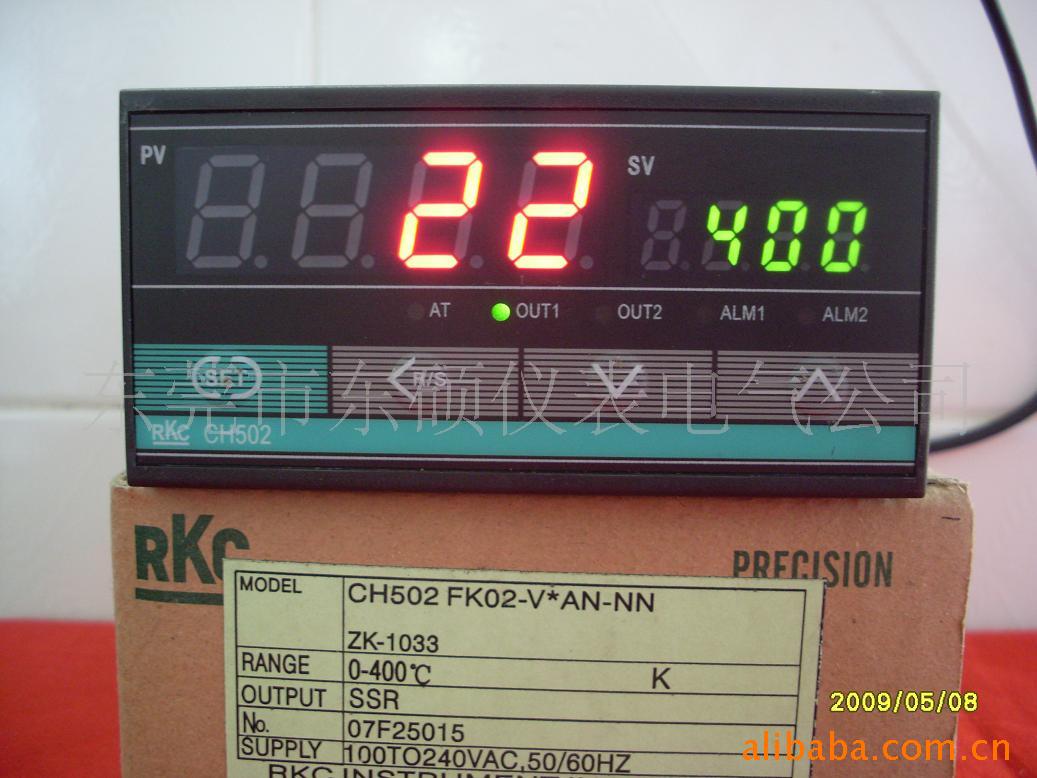 PV 22 SV 400
AT OUT1 OUT2 ALM1 ALM2
SET <R/S
东莞市东硕仪表电气公司
RKC CH502
RKC PRECISION
MODEL CH502 FK02-V*AN-NN
ZK-1033
RANGE 0-400℃ K
OUTPUT SSR
No. 07F25015
SUPPLY 100TO240VAC,50/60HZ
RKC
2009/05/08
alibaba.com.cn